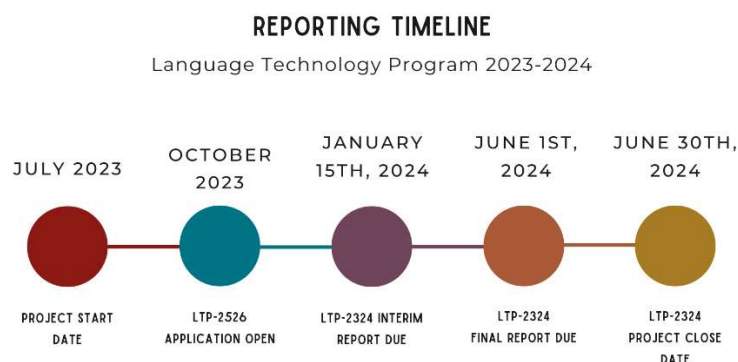 REPORTING TIMELINE
Language Technology Program 2023-2024
JULY 2023
OCTOBER
2023
JANUARY
15TH, 2024
JUNE 1ST,
2024
JUNE 30TH,
2024
PROJECT START
DATE
LTP-2526
APPLICATION OPEN
LTP-2324 INTERIM
REPORT DUE
LTP-2324
FINAL REPORT DUE
LTP-2324
PROJECT CLOSE
DATE